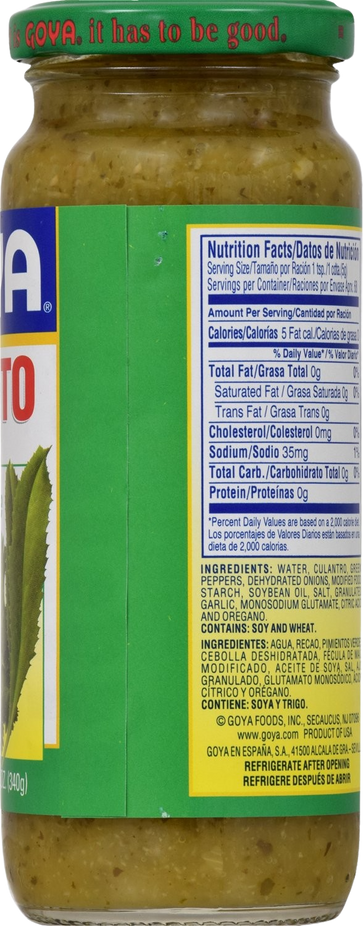 GOYA, it has to be good.
A®
TO
(340g)
Nutrition Facts/Datos de Nutrición
Serving Size/Tamaño por Ración 1 tsp./1 cdta (5g)
Servings per Container/Raciones por Envase Aprx. 68
Amount Per Serving/Cantidad por Ración
Calories/Calorías 5 Fat cal./Calorías de grasa
% Daily Value*/% Valor Diario*
Total Fat/Grasa Total 0g 0%
Saturated Fat / Grasa Saturada 0g 0%
Trans Fat / Grasa Trans 0g
Cholesterol/Colesterol 0mg 0%
Sodium/Sodio 35mg 1%
Total Carb./Carbohidrato Total 0g 0%
Protein/Proteínas 0g
*Percent Daily Values are based on a 2,000 calorie diet.
Los porcentajes de Valores Diarios están basados en una
dieta de 2,000 calorías.
INGREDIENTS: WATER, CULANTRO, GREEN
PEPPERS, DEHYDRATED ONIONS, MODIFIED FOOD
STARCH, SOYBEAN OIL, SALT, GRANULATED
GARLIC, MONOSODIUM GLUTAMATE, CITRIC ACID
AND OREGANO.
CONTAINS: SOY AND WHEAT.
INGREDIENTES: AGUA, RECAO, PIMIENTOS VERDES,
CEBOLLA DESHIDRATADA, FÉCULA DE
MODIFICADO, ACEITE DE SOYA, SAL,
GRANULADO, GLUTAMATO MONOSÓDICO,
CÍTRICO Y ORÉGANO.
CONTIENE: SOYA Y TRIGO.
© GOYA FOODS, INC., SECAUCUS, NJ 07094
www.goya.com PRODUCT OF USA
GOYA EN ESPAÑA, S.A., 41500 ALCALA DE GRA -
REFRIGERATE AFTER OPENING
REFRIGERE DESPUÉS DE ABRIR